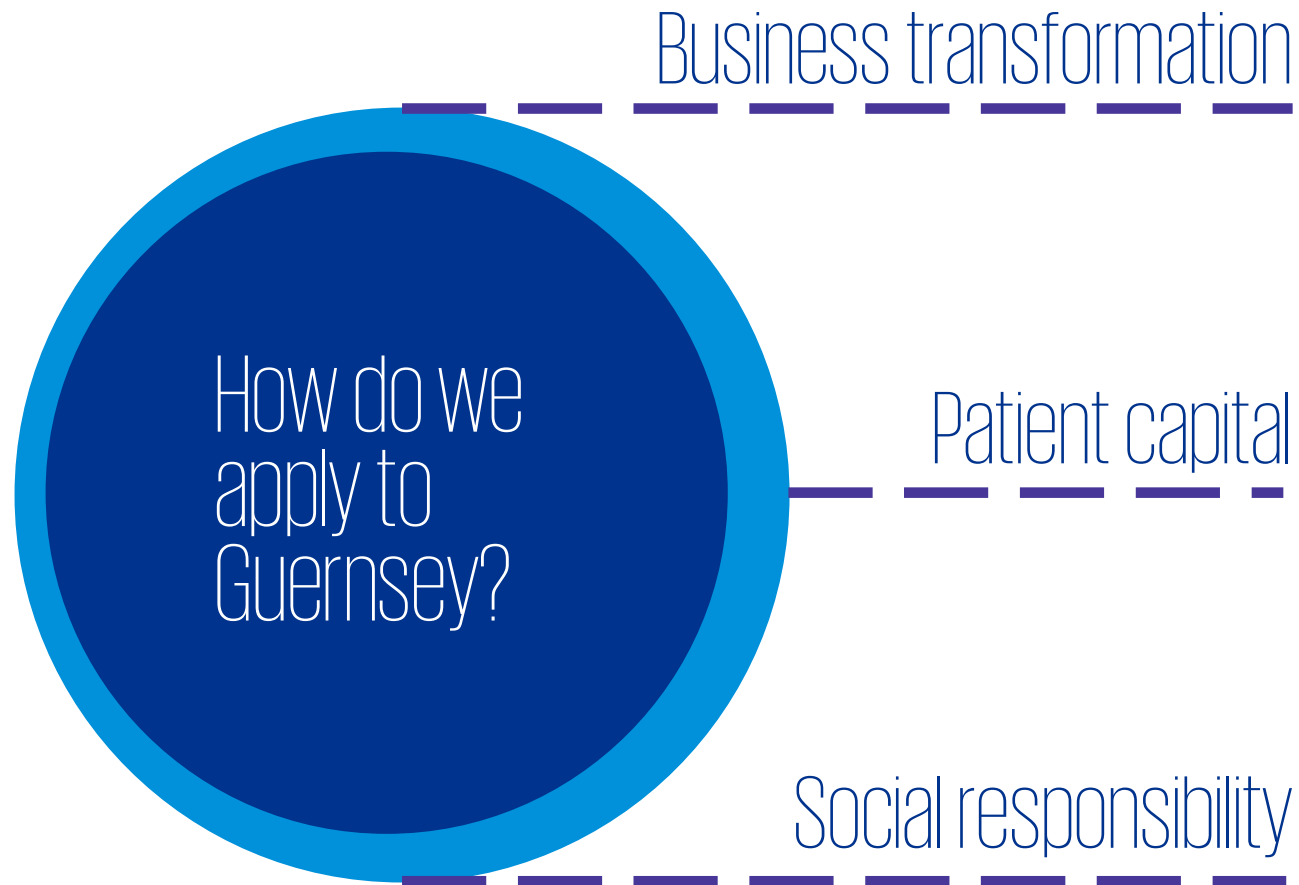 Business transformation
How do we
apply to
Guernsey?
Patient capital
Social responsibility